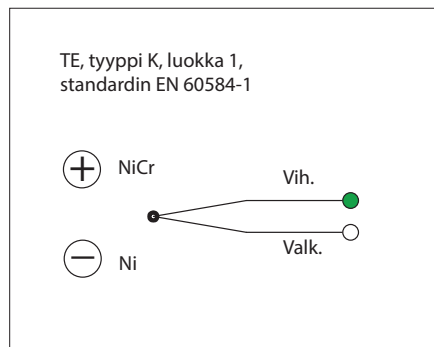 TE, tyyppi K, luokka 1,
standardin EN 60584-1
+ NiCr
Vih.
Valk.
− Ni